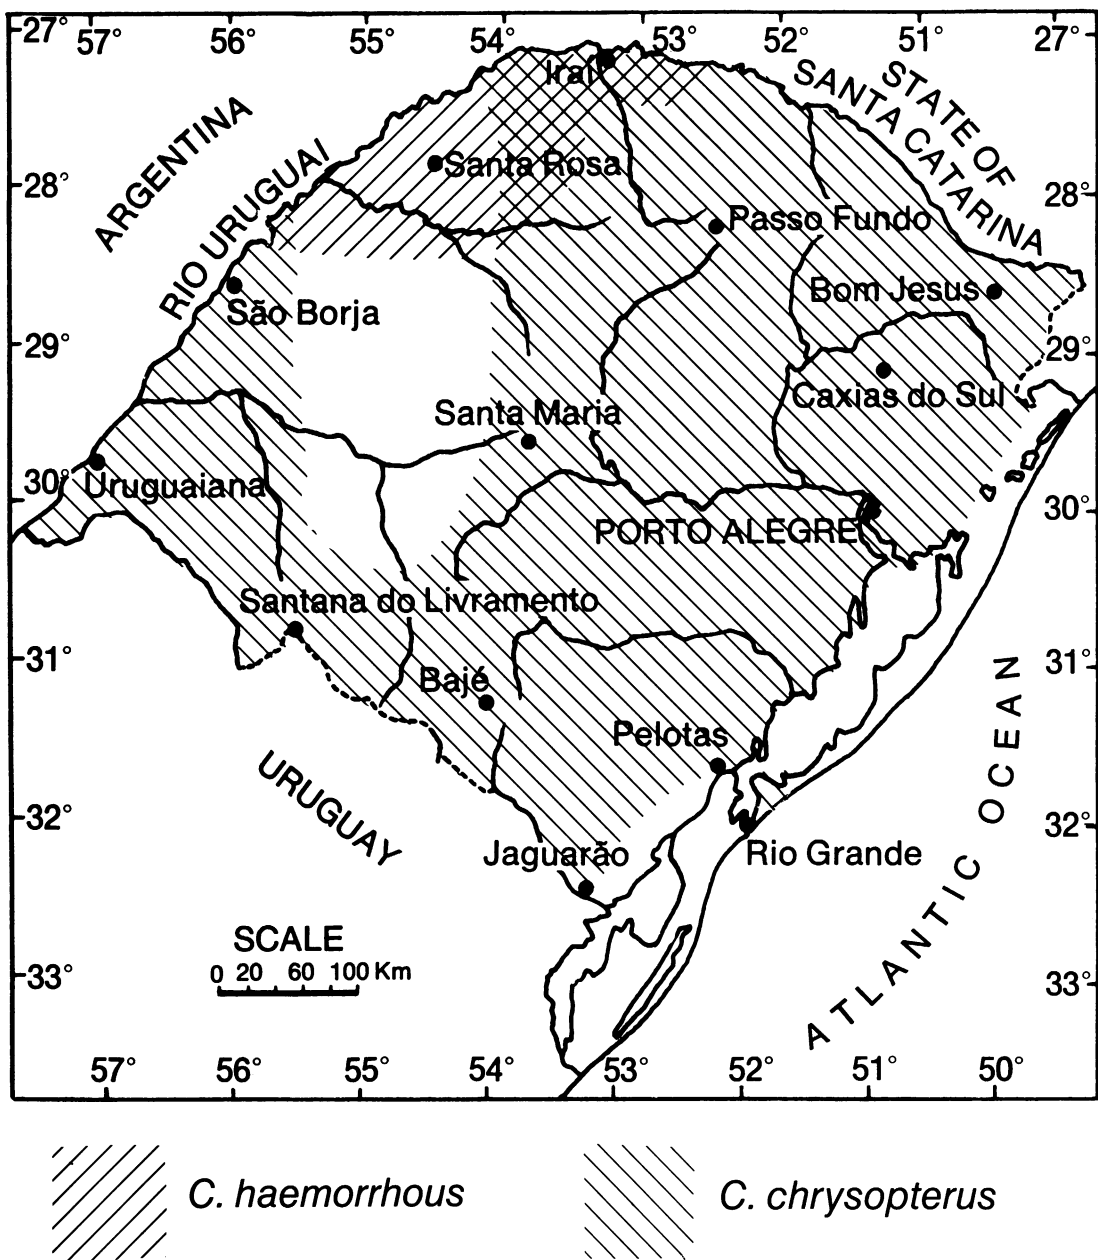 27°
57°
56°
55°
54°
53°
52°
51°
27°
Iraí
STATE OF
SANTA CATARINA
ARGENTINA
RIO URUGUAI
28°
Santa Rosa
28°
Passo Fundo
Bom Jesus
São Borja
29°
29°
Caxias do Sul
Santa Maria
30°
Uruguaiana
30°
PORTO ALEGRE
Santana do Livramento
31°
31°
Bajé
Pelotas
URUGUAY
ATLANTIC OCEAN
32°
32°
Jaguarão
Rio Grande
SCALE
0 20 60 100 Km
33°
33°
57°
56°
55°
54°
53°
52°
51°
50°
C. haemorrhous
C. chrysopterus